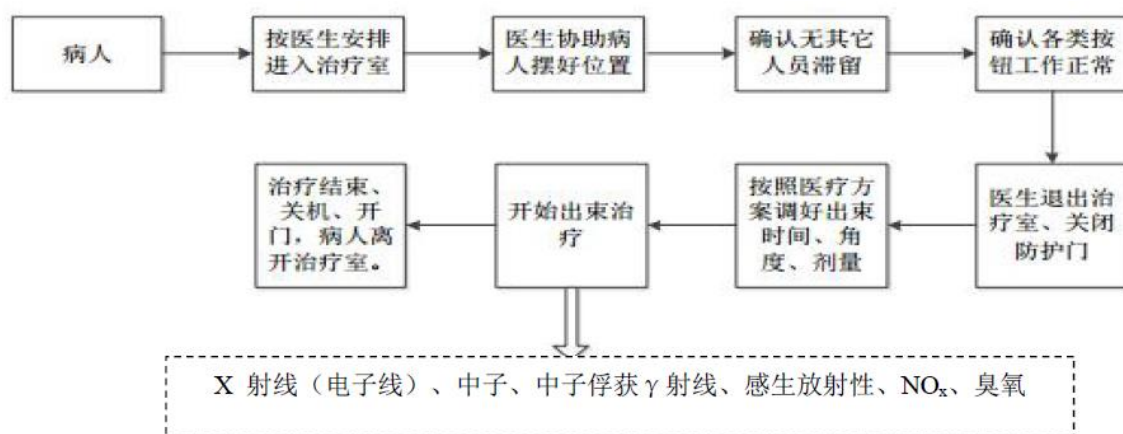 病人
按医生安排
进入治疗室
医生协助病
人摆好位置
确认无其它
人员滞留
确认各类按
钮工作正常
医生退出治
疗室、关闭
防护门
按照医疗方
案调好出束
时间、角
度、剂量
开始出束治
疗
治疗结束、
关机、开
门，病人离
开治疗室。
X 射线（电子线）、中子、中子俘获 γ 射线、感生放射性、NOx、臭氧